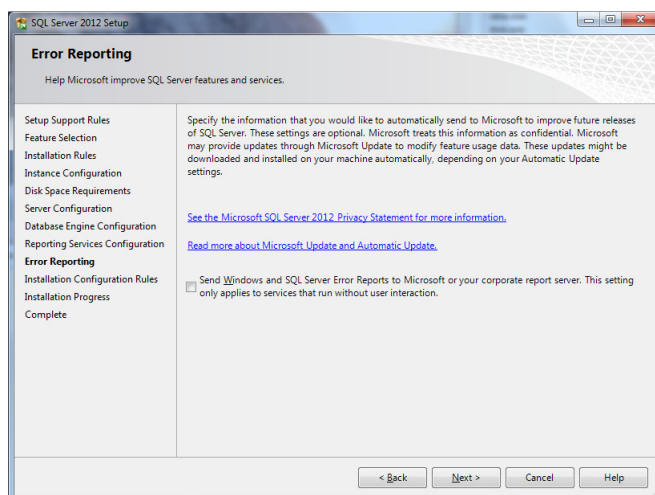 SQL Server 2012 Setup
Error Reporting
Help Microsoft improve SQL Server features and services.
Setup Support Rules
Feature Selection
Installation Rules
Instance Configuration
Disk Space Requirements
Server Configuration
Database Engine Configuration
Reporting Services Configuration
Error Reporting
Installation Configuration Rules
Installation Progress
Complete
Specify the information that you would like to automatically send to Microsoft to improve future releases
of SQL Server. These settings are optional. Microsoft treats this information as confidential. Microsoft
may provide updates through Microsoft Update to modify feature usage data. These updates might be
downloaded and installed on your machine automatically, depending on your Automatic Update
settings.
See the Microsoft SQL Server 2012 Privacy Statement for more information.
Read more about Microsoft Update and Automatic Update.
Send Windows and SQL Server Error Reports to Microsoft or your corporate report server. This setting
only applies to services that run without user interaction.
< Back
Next >
Cancel
Help